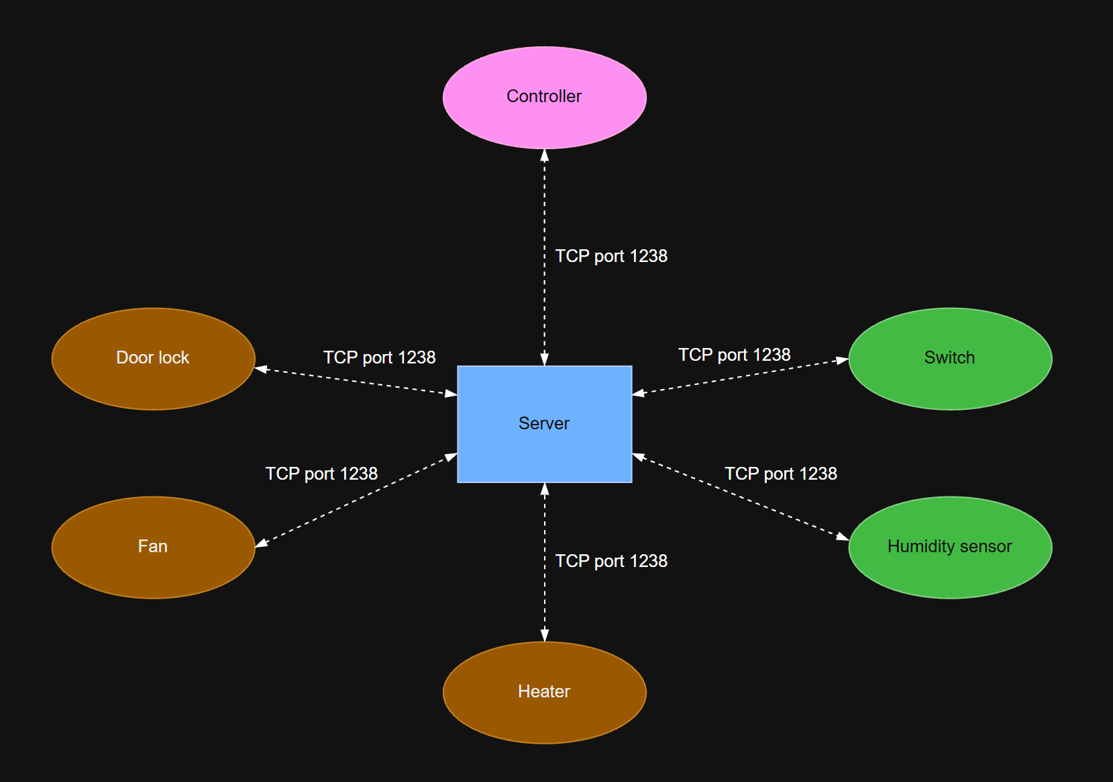 Controller
TCP port 1238
Door lock
TCP port 1238
TCP port 1238
Switch
Server
TCP port 1238
TCP port 1238
Fan
Humidity sensor
TCP port 1238
Heater